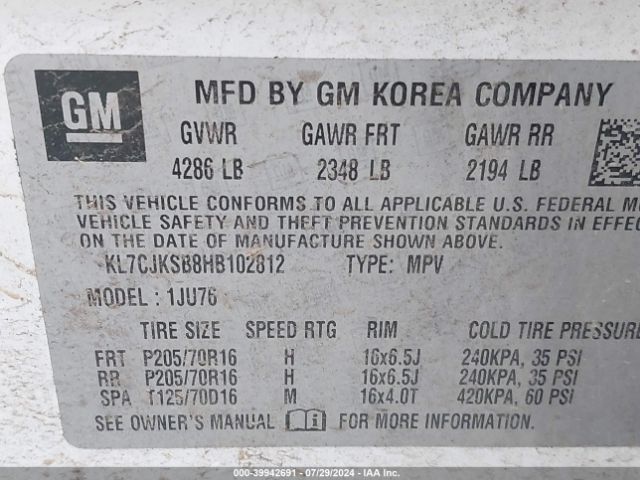 GM
MFD BY GM KOREA COMPANY
GVWR GAWR FRT GAWR RR
4286 LB 2348 LB 2194 LB
THIS VEHICLE CONFORMS TO ALL APPLICABLE U.S. FEDERAL M
VEHICLE SAFETY AND THEFT PREVENTION STANDARDS IN EFFEC
ON THE DATE OF MANUFACTURE SHOWN ABOVE.
KL7CJKSB8HB102812 TYPE: MPV
MODEL : 1JU76
TIRE SIZE SPEED RTG RIM COLD TIRE PRESSURE
FRT P205/70R16 H 16x6.5J 240KPA, 35 PSI
RR P205/70R16 H 16x6.5J 240KPA, 35 PSI
SPA T125/70D16 M 16x4.0T 420KPA, 60 PSI
SEE OWNER'S MANUAL FOR MORE INFORMATION.
000-39942691 - 07/29/2024 - IAA Inc.